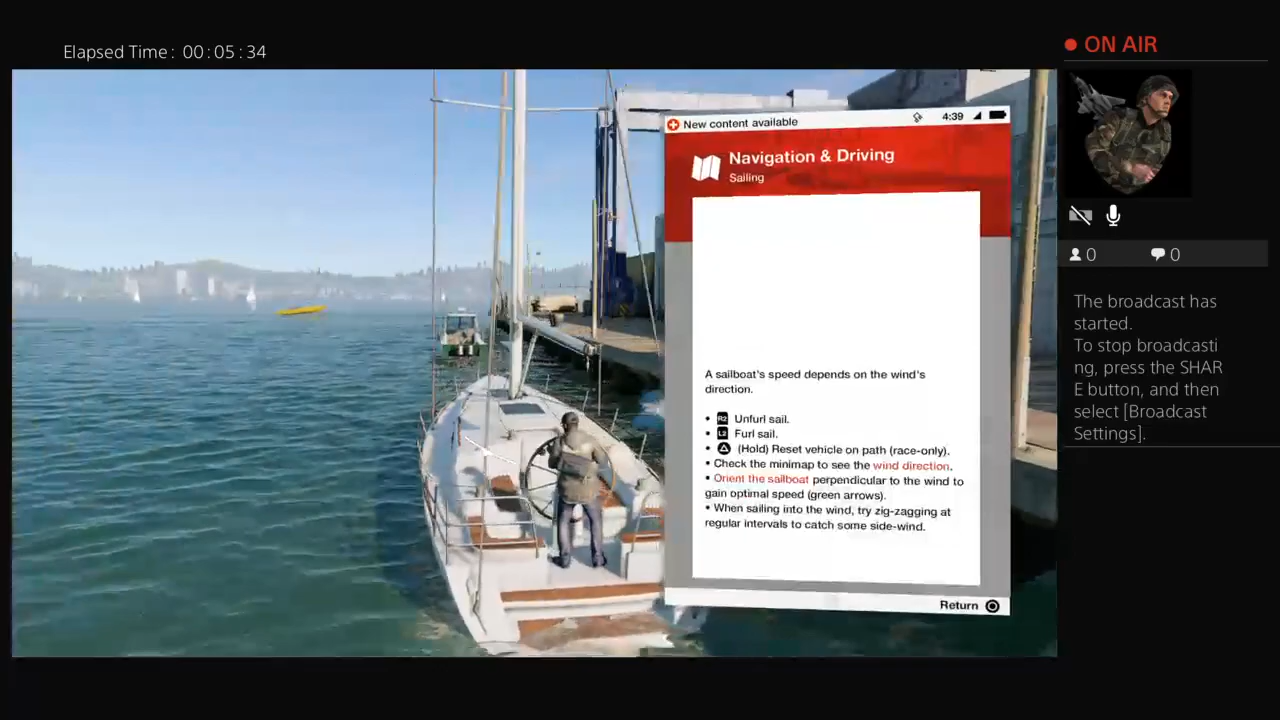 Elapsed Time: 00:05:34
ON AIR
New content available
4:39
Navigation & Driving
Sailing
A sailboat's speed depends on the wind's
direction.
• R2 Unfurl sail.
• L2 Furl sail.
• (Hold) Reset vehicle on path (race-only).
• Check the minimap to see the wind direction.
• Orient the sailboat perpendicular to the wind to
gain optimal speed (green arrows).
• When sailing into the wind, try zig-zagging at
regular intervals to catch some side-wind.
Return
0
0
The broadcast has
started.
To stop broadcasti
ng, press the SHAR
E button, and then
select [Broadcast
Settings].